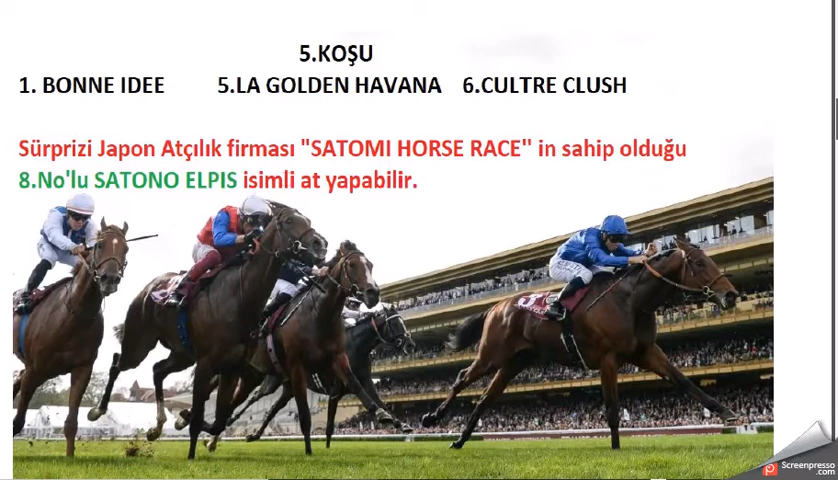 5.KOŞU
1. BONNE IDEE 5.LA GOLDEN HAVANA 6.CULTRE CLUSH
Sürprizi Japon Atçılık firması "SATOMI HORSE RACE" in sahip olduğu
8.No'lu SATONO ELPIS isimli at yapabilir.
Screenpresso
.com